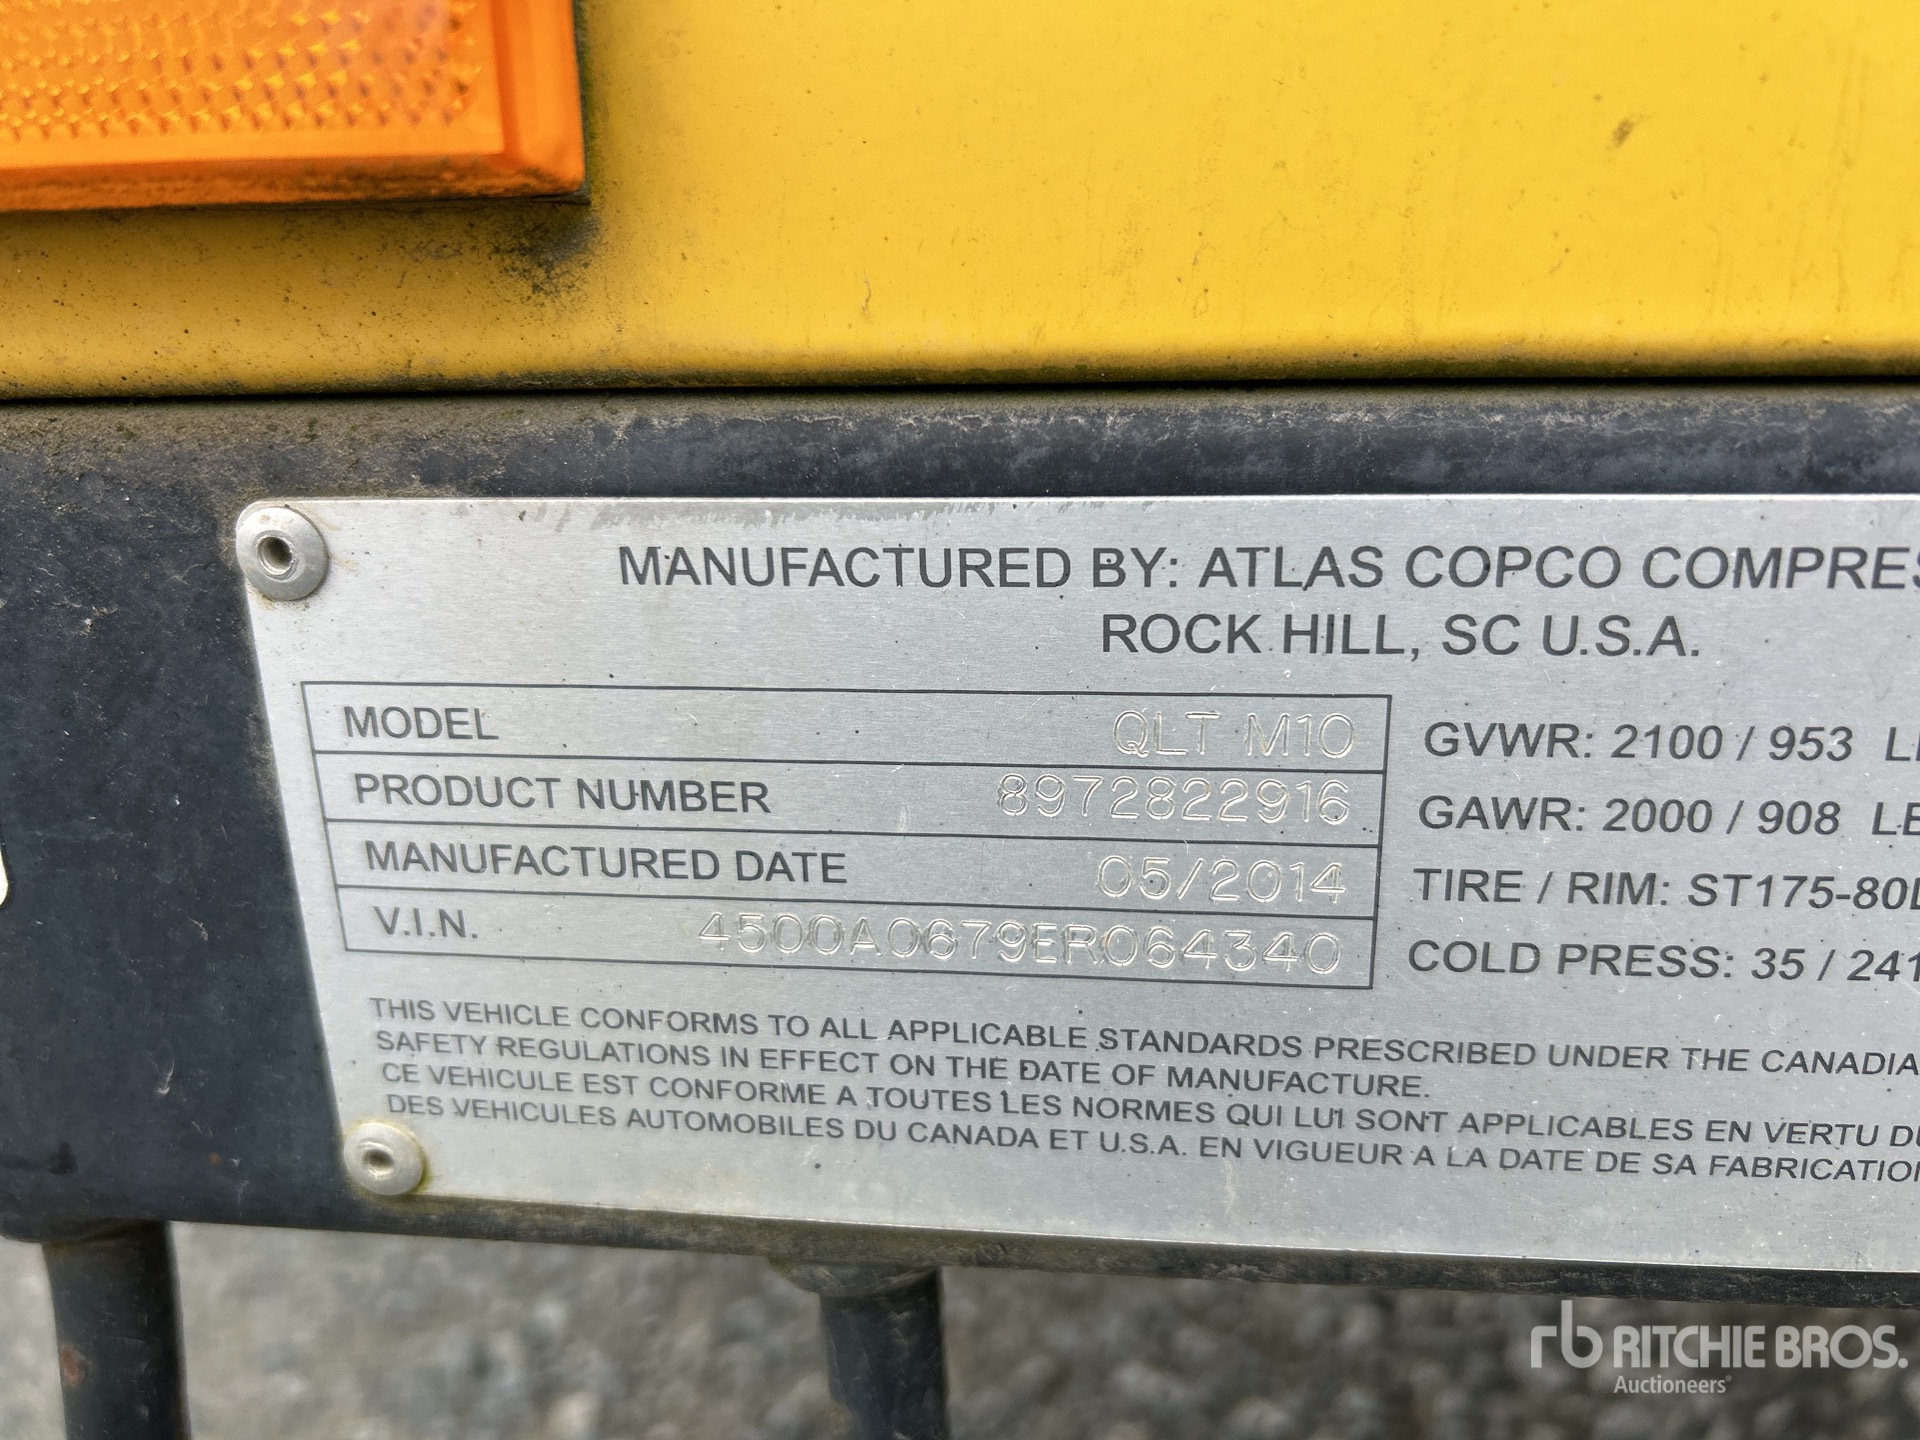 MANUFACTURED BY: ATLAS COPCO COMPRES
ROCK HILL, SC U.S.A.
MODEL QLT M10
PRODUCT NUMBER 8972822916
MANUFACTURED DATE 05/2014
V.I.N. 4500A0679ER064340
GVWR: 2100 / 953 L
GAWR: 2000 / 908 LB
TIRE / RIM: ST175-80D
COLD PRESS: 35 / 241
THIS VEHICLE CONFORMS TO ALL APPLICABLE STANDARDS PRESCRIBED UNDER THE CANADIA
SAFETY REGULATIONS IN EFFECT ON THE DATE OF MANUFACTURE.
CE VEHICULE EST CONFORME A TOUTES LES NORMES QUI LUI SONT APPLICABLES EN VERTU DU
DES VEHICULES AUTOMOBILES DU CANADA ET U.S.A. EN VIGUEUR A LA DATE DE SA FABRICATION
rb RITCHIE BROS.
Auctioneers